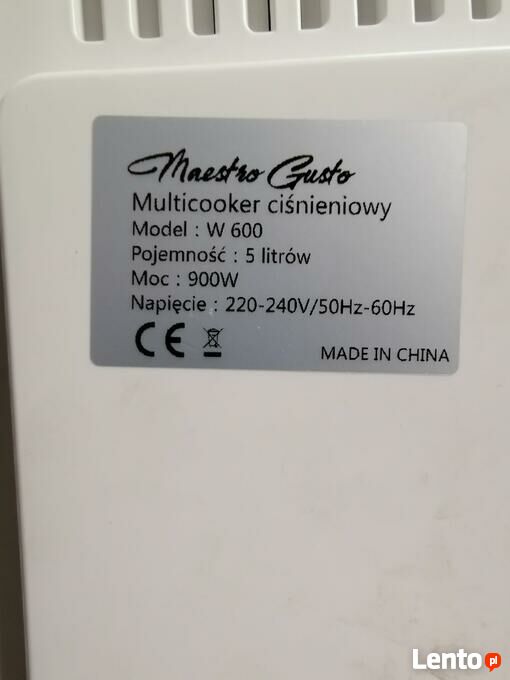 Maestro Gusto
Multicooker ciśnieniowy
Model : W 600
Pojemność : 5 litrów
Moc : 900W
Napięcie : 220-240V/50Hz-60Hz
CE
MADE IN CHINA
Lento pl